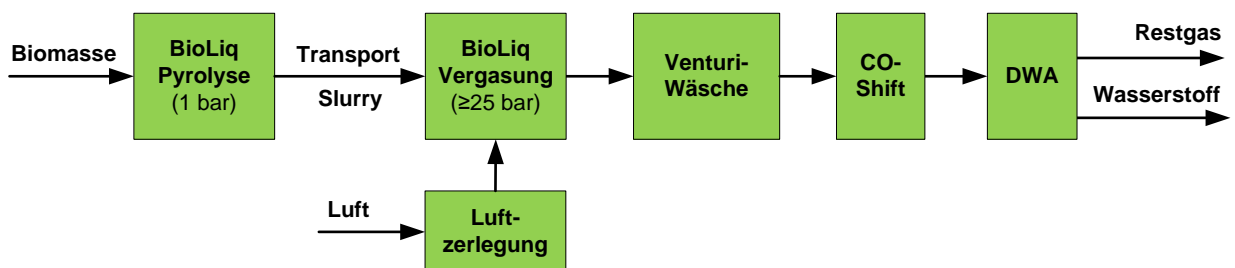 Biomasse
BioLiq
Pyrolyse
(1 bar)
Transport
Slurry
BioLiq
Vergasung
(≥25 bar)
Venturi-
Wäsche
CO-
Shift
DWA
Restgas
Wasserstoff
Luft
Luft-
zerlegung